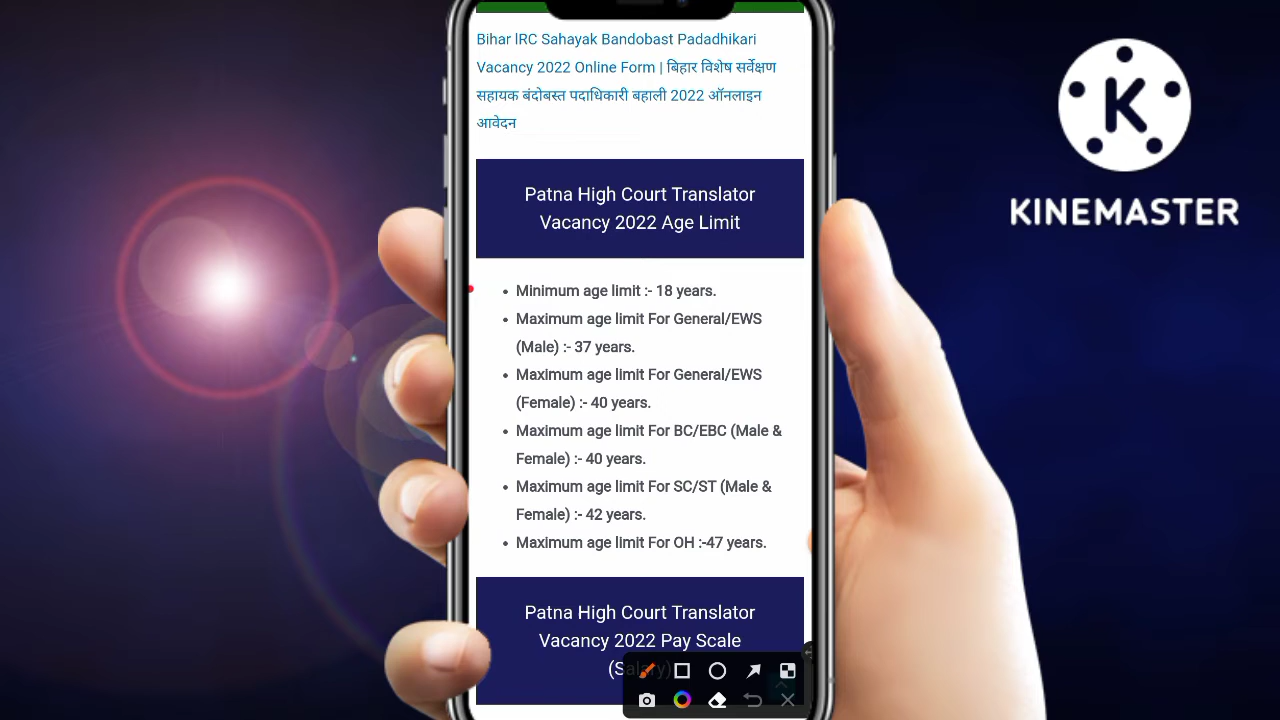 Bihar IRC Sahayak Bandobast Padadhikari
Vacancy 2022 Online Form | बिहार विशेष सर्वेक्षण
सहायक बंदोबस्त पदाधिकारी बहाली 2022 ऑनलाइन
आवेदन
Patna High Court Translator
Vacancy 2022 Age Limit
• Minimum age limit :- 18 years.
• Maximum age limit For General/EWS
(Male) :- 37 years.
• Maximum age limit For General/EWS
(Female) :- 40 years.
• Maximum age limit For BC/EBC (Male &
Female) :- 40 years.
• Maximum age limit For SC/ST (Male &
Female) :- 42 years.
• Maximum age limit For OH :-47 years.
Patna High Court Translator
Vacancy 2022 Pay Scale
(Salary)
K
KINEMASTER